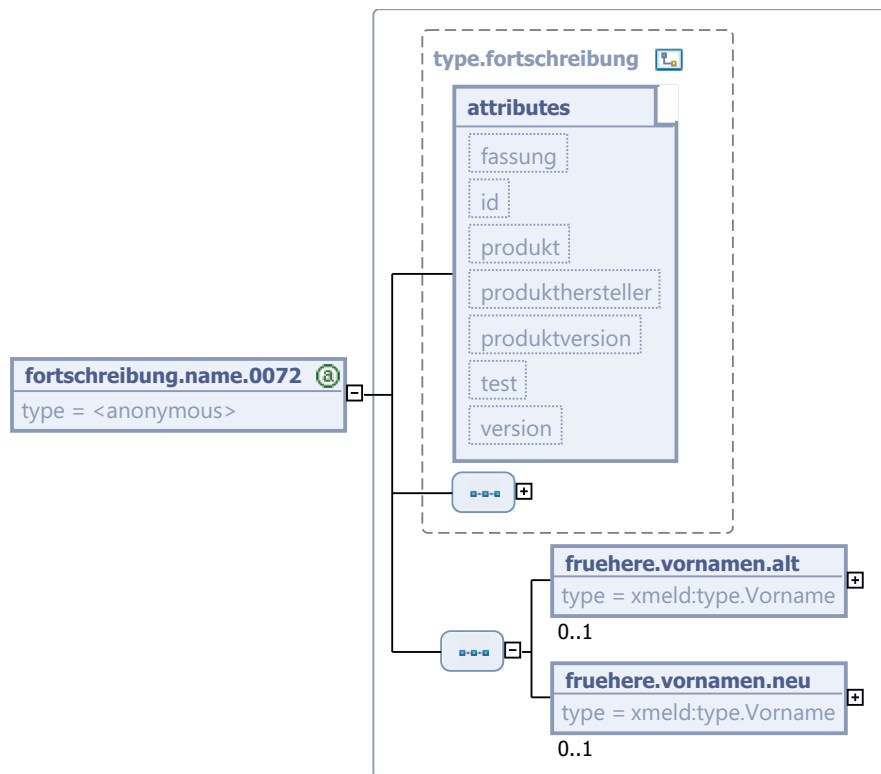 type.fortschreibung
attributes
fassung
id
produkt
produkthersteller
produktversion
test
version
fortschreibung.name.0072 a
type = <anonymous>
fruehere.vornamen.alt
type = xmeld:type.Vorname
0..1
fruehere.vornamen.neu
type = xmeld:type.Vorname
0..1